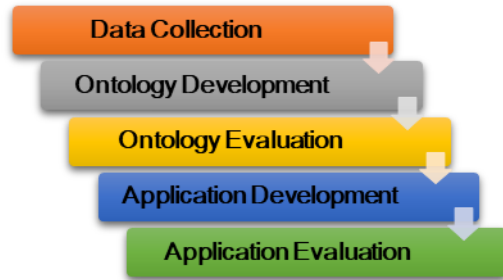 Data Collection
Ontology Development
Ontology Evaluation
Application Development
Application Evaluation